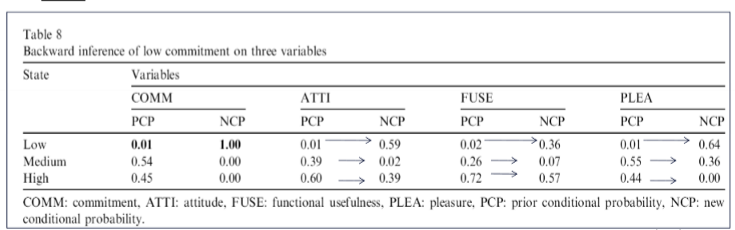 Table 8
Backward inference of low commitment on three variables
State Variables
COMM ATTI FUSE PLEA
PCP NCP PCP NCP PCP NCP PCP NCP
Low 0.01 1.00 0.01 0.59 0.02 0.36 0.01 0.64
Medium 0.54 0.00 0.39 0.02 0.26 0.07 0.55 0.36
High 0.45 0.00 0.60 0.39 0.72 0.57 0.44 0.00
COMM: commitment, ATTI: attitude, FUSE: functional usefulness, PLEA: pleasure, PCP: prior conditional probability, NCP: new
conditional probability.